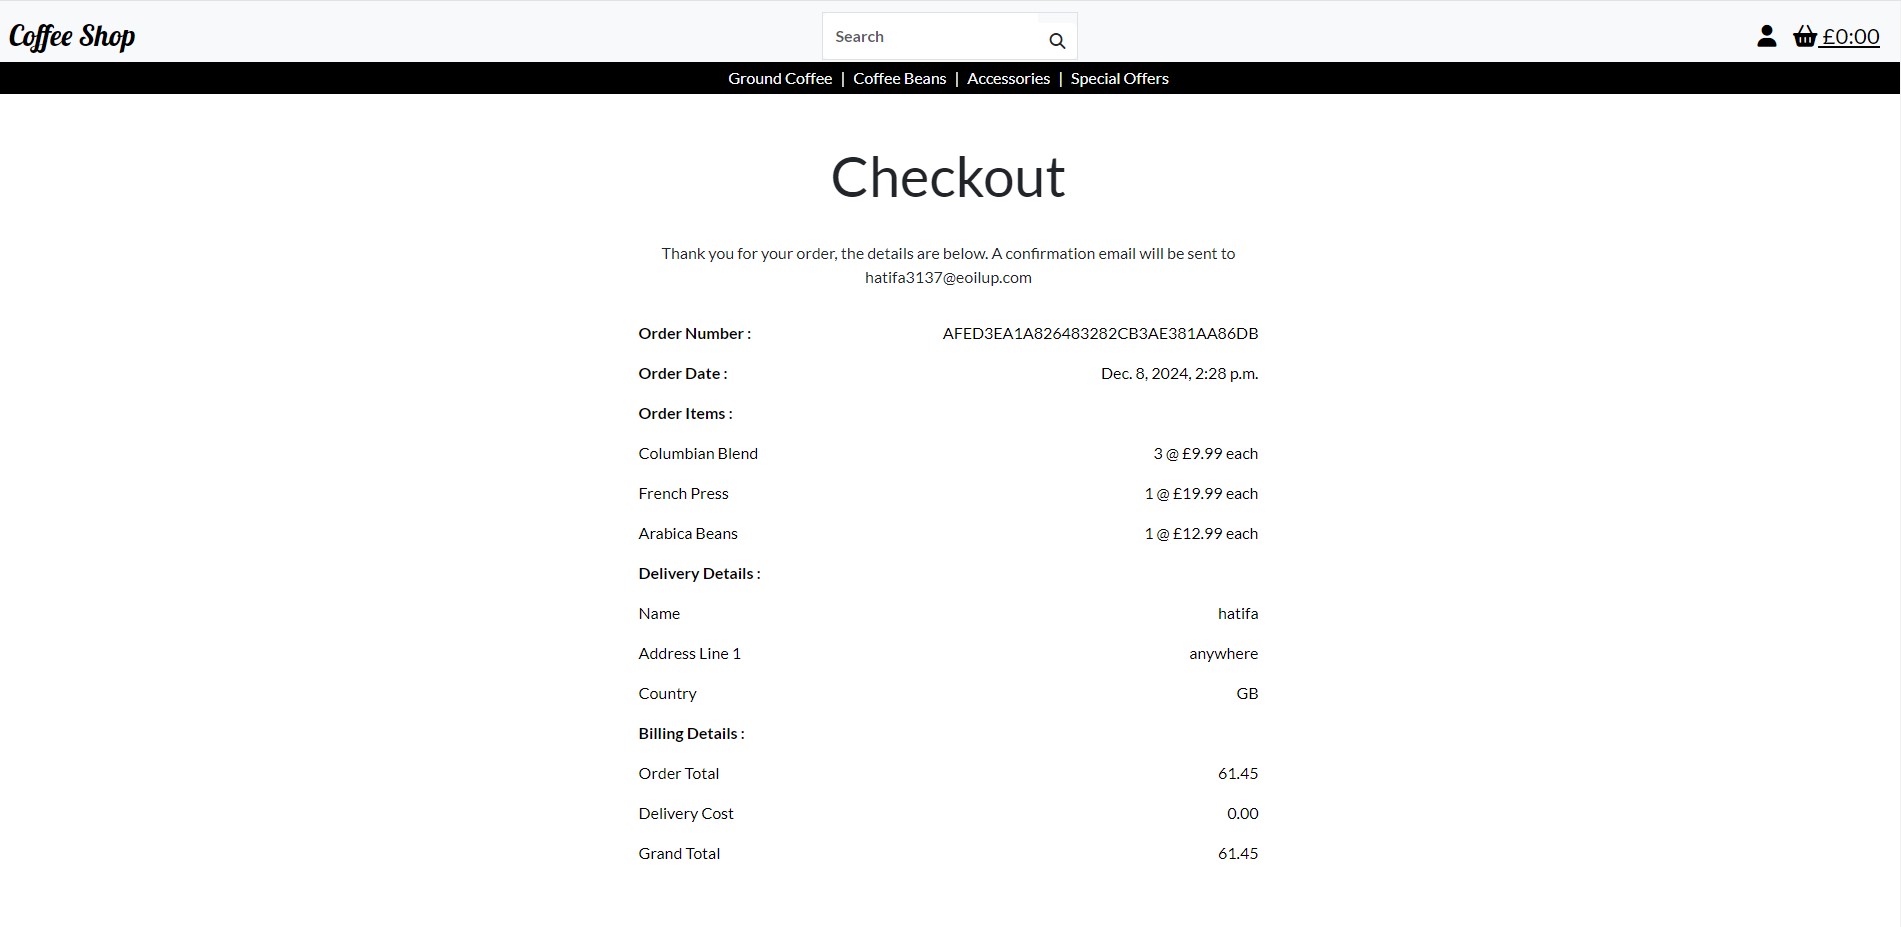 Coffee Shop
Search
£0:00
Ground Coffee | Coffee Beans | Accessories | Special Offers
Checkout
Thank you for your order, the details are below. A confirmation email will be sent to
hatifa3137@eoilup.com
Order Number : AFED3EA1A826483282CB3AE381AA86DB
Order Date : Dec. 8, 2024, 2:28 p.m.
Order Items :
Columbian Blend 3 @ £9.99 each
French Press 1 @ £19.99 each
Arabica Beans 1 @ £12.99 each
Delivery Details :
Name hatifa
Address Line 1 anywhere
Country GB
Billing Details :
Order Total 61.45
Delivery Cost 0.00
Grand Total 61.45